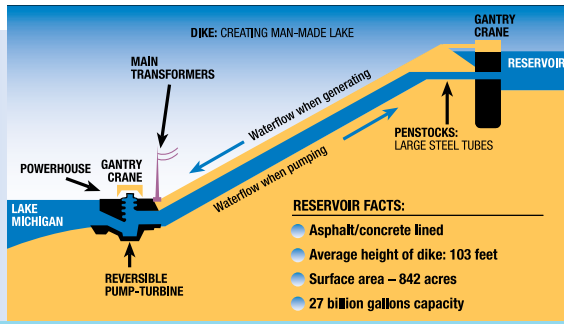 DIKE: CREATING MAN-MADE LAKE
GANTRY
CRANE
RESERVOIR
MAIN
TRANSFORMERS
Waterflow when generating
Waterflow when pumping
PENSTOCKS:
LARGE STEEL TUBES
POWERHOUSE
GANTRY
CRANE
LAKE
MICHIGAN
REVERSIBLE
PUMP-TURBINE
RESERVOIR FACTS:
Asphalt/concrete lined
Average height of dike: 103 feet
Surface area – 842 acres
27 billion gallons capacity